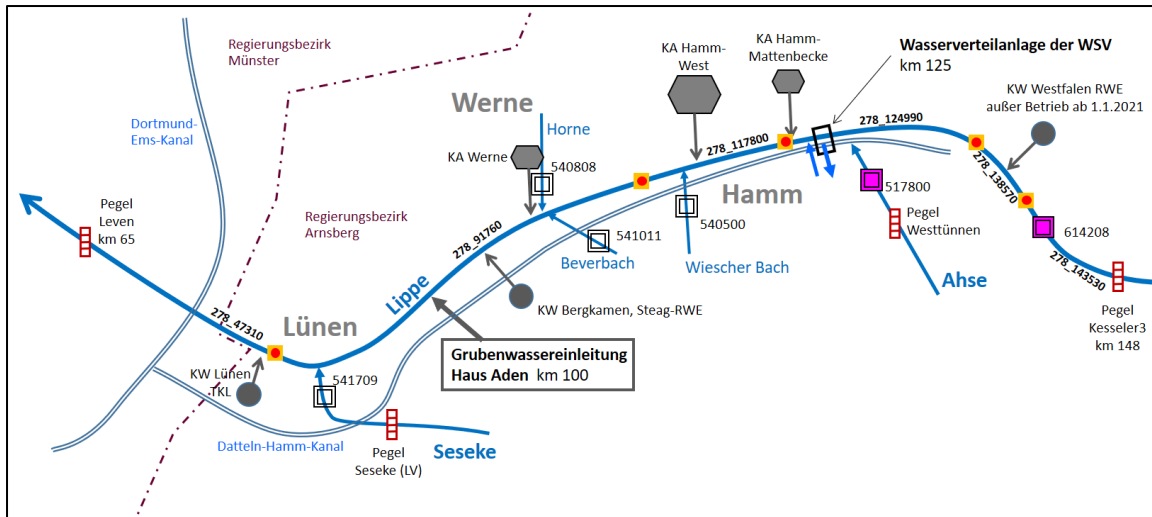 Regierungsbezirk
Münster
KA Hamm-
West
KA Hamm-
Mattenbecke
Wasserverteilanlage der WSV
km 125
KW Westfalen RWE
außer Betrieb ab 1.1.2021
Dortmund-
Ems-Kanal
Werne
Horne
KA Werne
540808
278_117800
278_124990
278_138570
Hamm
517800
Pegel
Westtünnen
614208
Pegel
Leven
km 65
Regierungsbezirk
Arnsberg
278_91760
541011
Beverbach
540500
Wiescher Bach
Ahse
278_143530
Pegel
Kesseler3
km 148
Lippe
KW Bergkamen, Steag-RWE
278_47310
Lünen
Grubenwassereinleitung
Haus Aden km 100
KW Lünen
TKL
541709
Datteln-Hamm-Kanal
Pegel
Seseke (LV)
Seseke